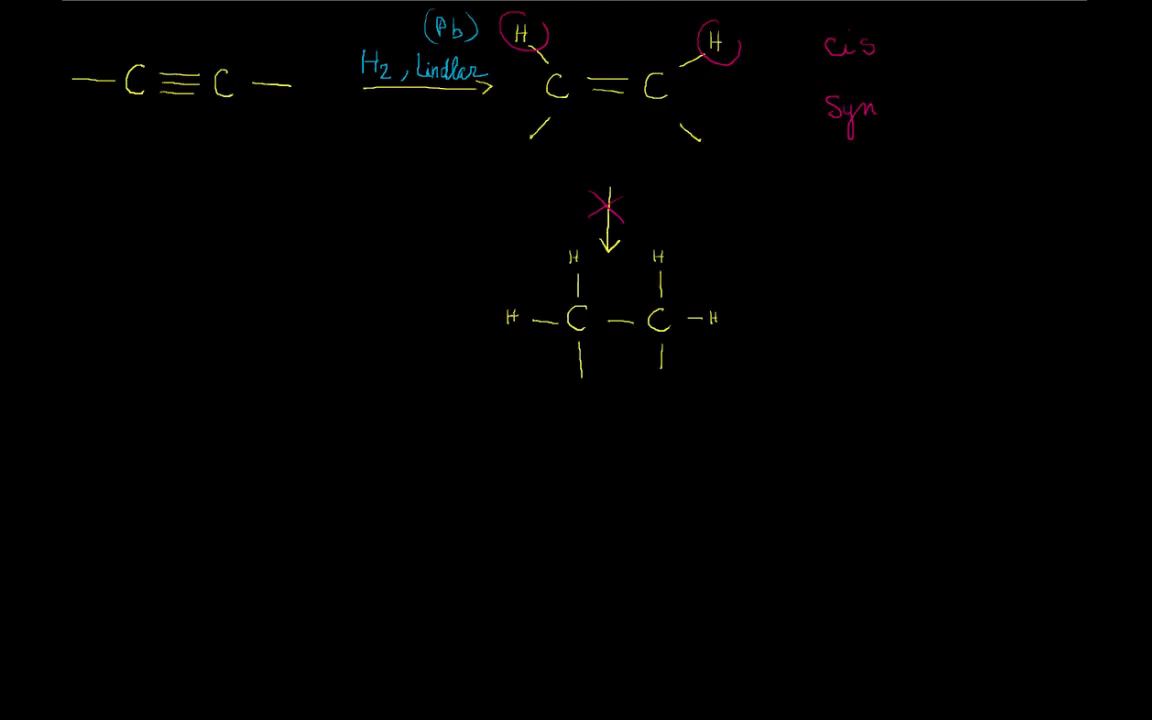 (Pb)
H₂, Lindlar
— C ≡ C —
H H
C = C
cis
syn
H H
H — C — C — H